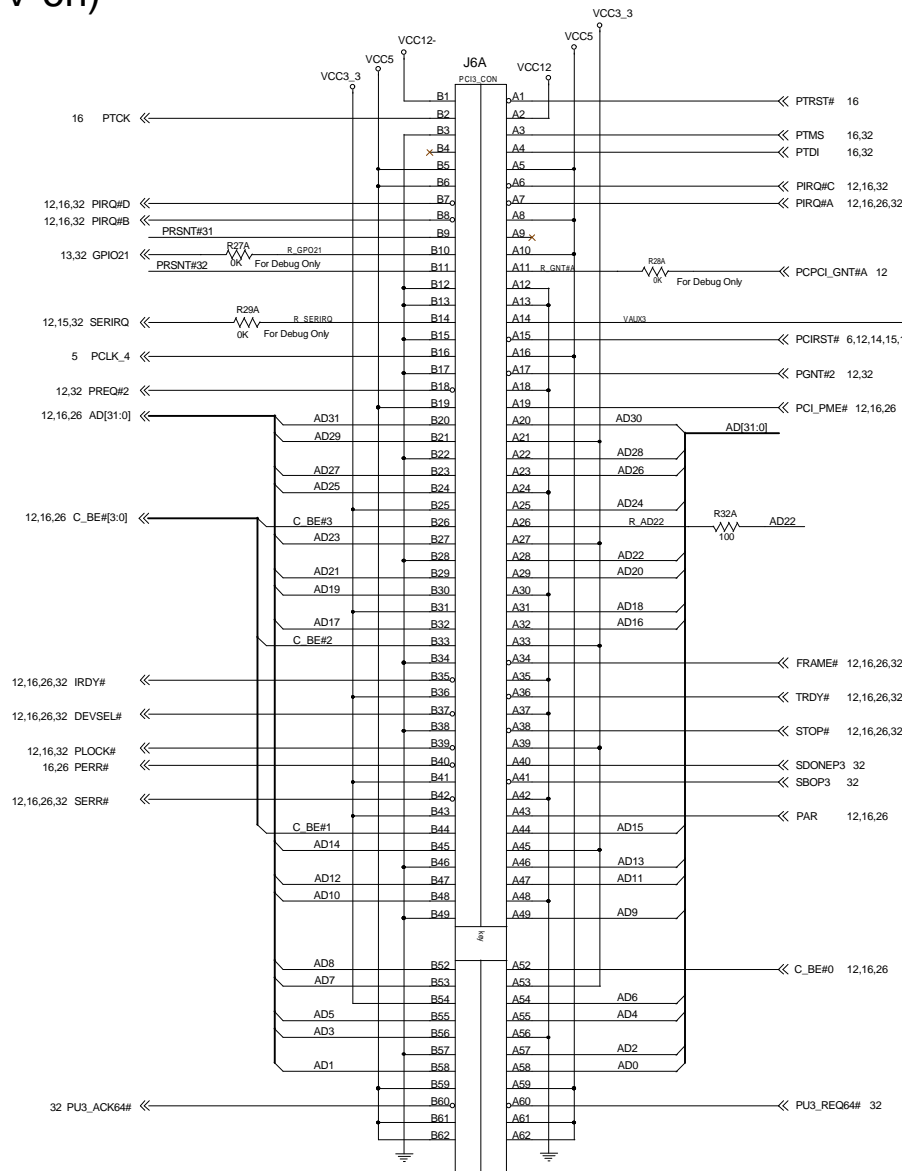 V on)
VCC3_3
VCC5
VCC12-
J6A
PCI3_CON
VCC12
VCC5
VCC3_3
B1 A1 PTRST# 16
16 PTCK B2 A2
B3 A3 PTMS 16,32
B4 A4 PTDI 16,32
B5 A5
B6 A6 PIRQ#C 12,16,32
12,16,32 PIRQ#D B7 A7 PIRQ#A 12,16,26,32
12,16,32 PIRQ#B B8 A8
PRSNT#31 B9 A9
13,32 GPIO21 R27A 0K For Debug Only R_GPO21 B10 A10
PRSNT#32 B11 A11 R_GNT#A R28A 0K For Debug Only PCPCI_GNT#A 12
B12 A12
B13 A13
12,15,32 SERIRQ R29A 0K For Debug Only R_SERIRQ B14 A14 VAUX3
B15 A15 PCIRST# 6,12,14,15,1
5 PCLK_4 B16 A16
B17 A17 PGNT#2 12,32
12,32 PREQ#2 B18 A18
B19 A19 PCI_PME# 12,16,26
12,16,26 AD[31:0] AD31 B20 A20 AD30 AD[31:0]
AD29 B21 A21
B22 A22 AD28
AD27 B23 A23 AD26
AD25 B24 A24
B25 A25 AD24
12,16,26 C_BE#[3:0] C_BE#3 B26 A26 R_AD22 R32A 100 AD22
AD23 B27 A27
B28 A28 AD22
AD21 B29 A29 AD20
AD19 B30 A30
B31 A31 AD18
AD17 B32 A32 AD16
C_BE#2 B33 A33
B34 A34 FRAME# 12,16,26,32
12,16,26,32 IRDY# B35 A35
B36 A36 TRDY# 12,16,26,32
12,16,26,32 DEVSEL# B37 A37
B38 A38 STOP# 12,16,26,32
12,16,32 PLOCK# B39 A39
16,26 PERR# B40 A40 SDONEP3 32
B41 A41 SBOP3 32
12,16,26,32 SERR# B42 A42
B43 A43 PAR 12,16,26
C_BE#1 B44 A44 AD15
AD14 B45 A45
B46 A46 AD13
AD12 B47 A47 AD11
AD10 B48 A48
B49 A49 AD9
key
AD8 B52 A52 C_BE#0 12,16,26
AD7 B53 A53
B54 A54 AD6
AD5 B55 A55 AD4
AD3 B56 A56
B57 A57 AD2
AD1 B58 A58 AD0
B59 A59
32 PU3_ACK64# B60 A60 PU3_REQ64# 32
B61 A61
B62 A62